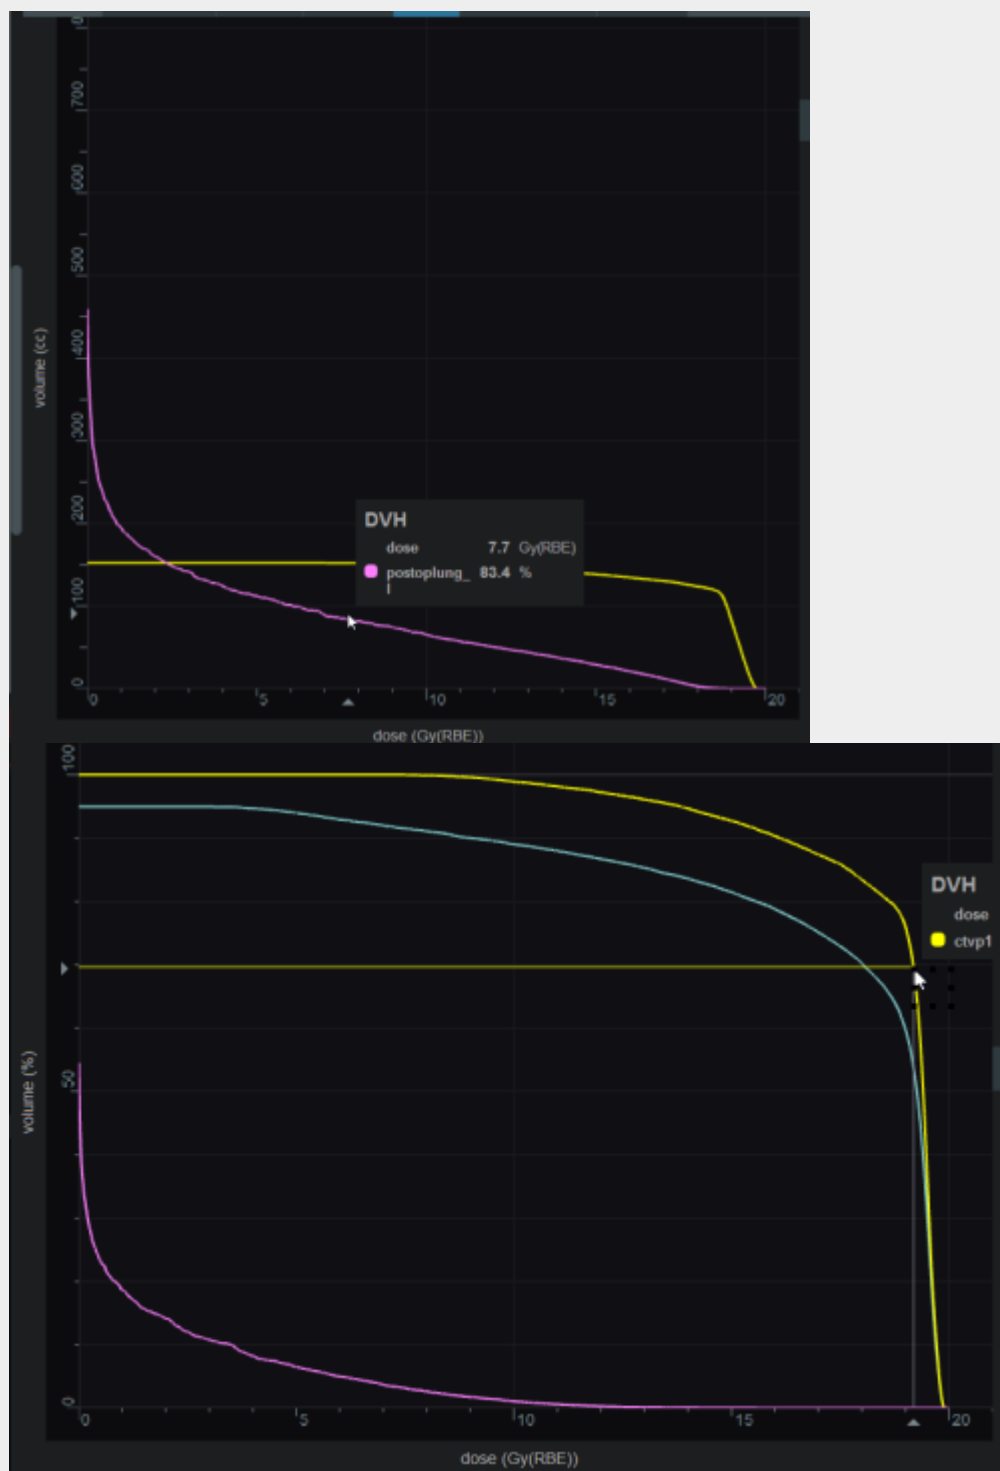 0
700
600
500
400
300
200
100
0
volume (cc)
DVH
dose 7.7 Gy(RBE)
postoplung_ 83.4 %
l
0 5 10 15 20
dose (Gy(RBE))
100
50
0
volume (%)
DVH
dose
ctvp1
0 5 10 15 20
dose (Gy(RBE))